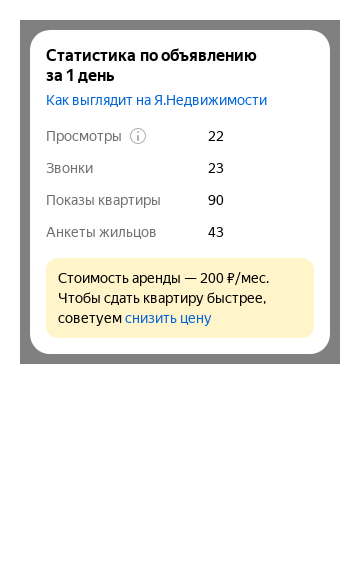 Статистика по объявлению
за 1 день
Как выглядит на Я.Недвижимости
Просмотры 22
Звонки 23
Показы квартиры 90
Анкеты жильцов 43
Стоимость аренды — 200 ₽/мес.
Чтобы сдать квартиру быстрее,
советуем снизить цену